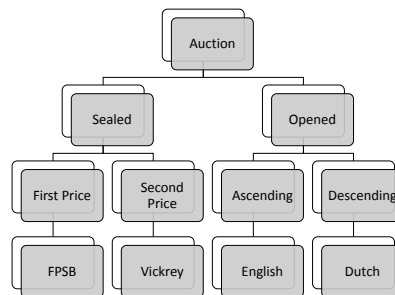 Auction
Sealed
Opened
First Price
Second
Price
Ascending
Descending
FPSB
Vickrey
English
Dutch